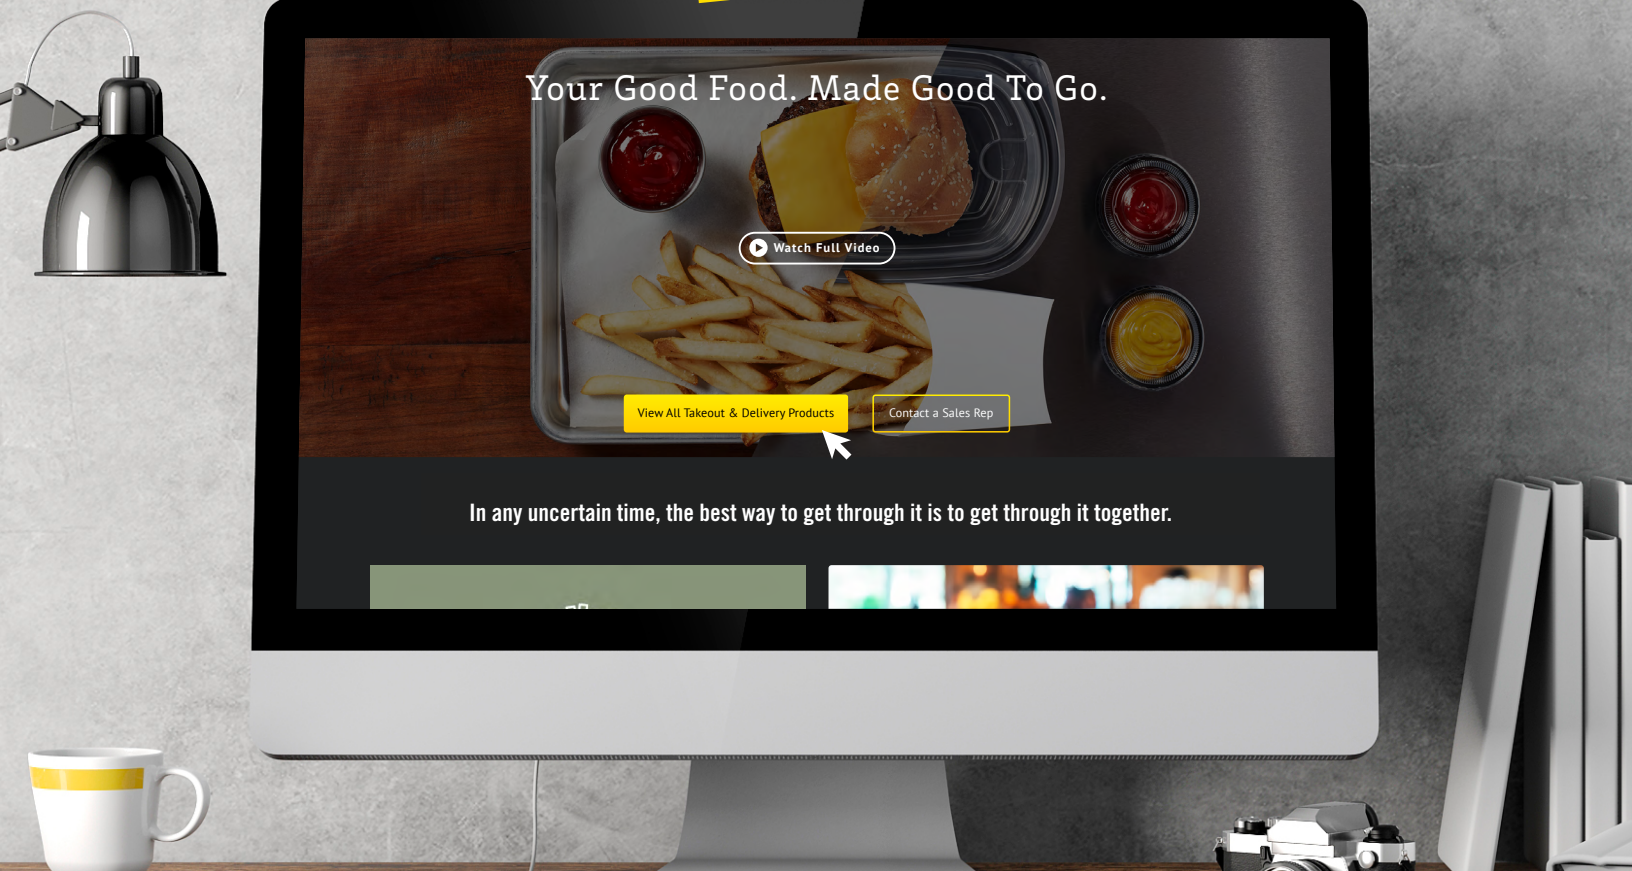 Your Good Food. Made Good To Go.
Watch Full Video
View All Takeout & Delivery Products
Contact a Sales Rep
In any uncertain time, the best way to get through it is to get through it together.